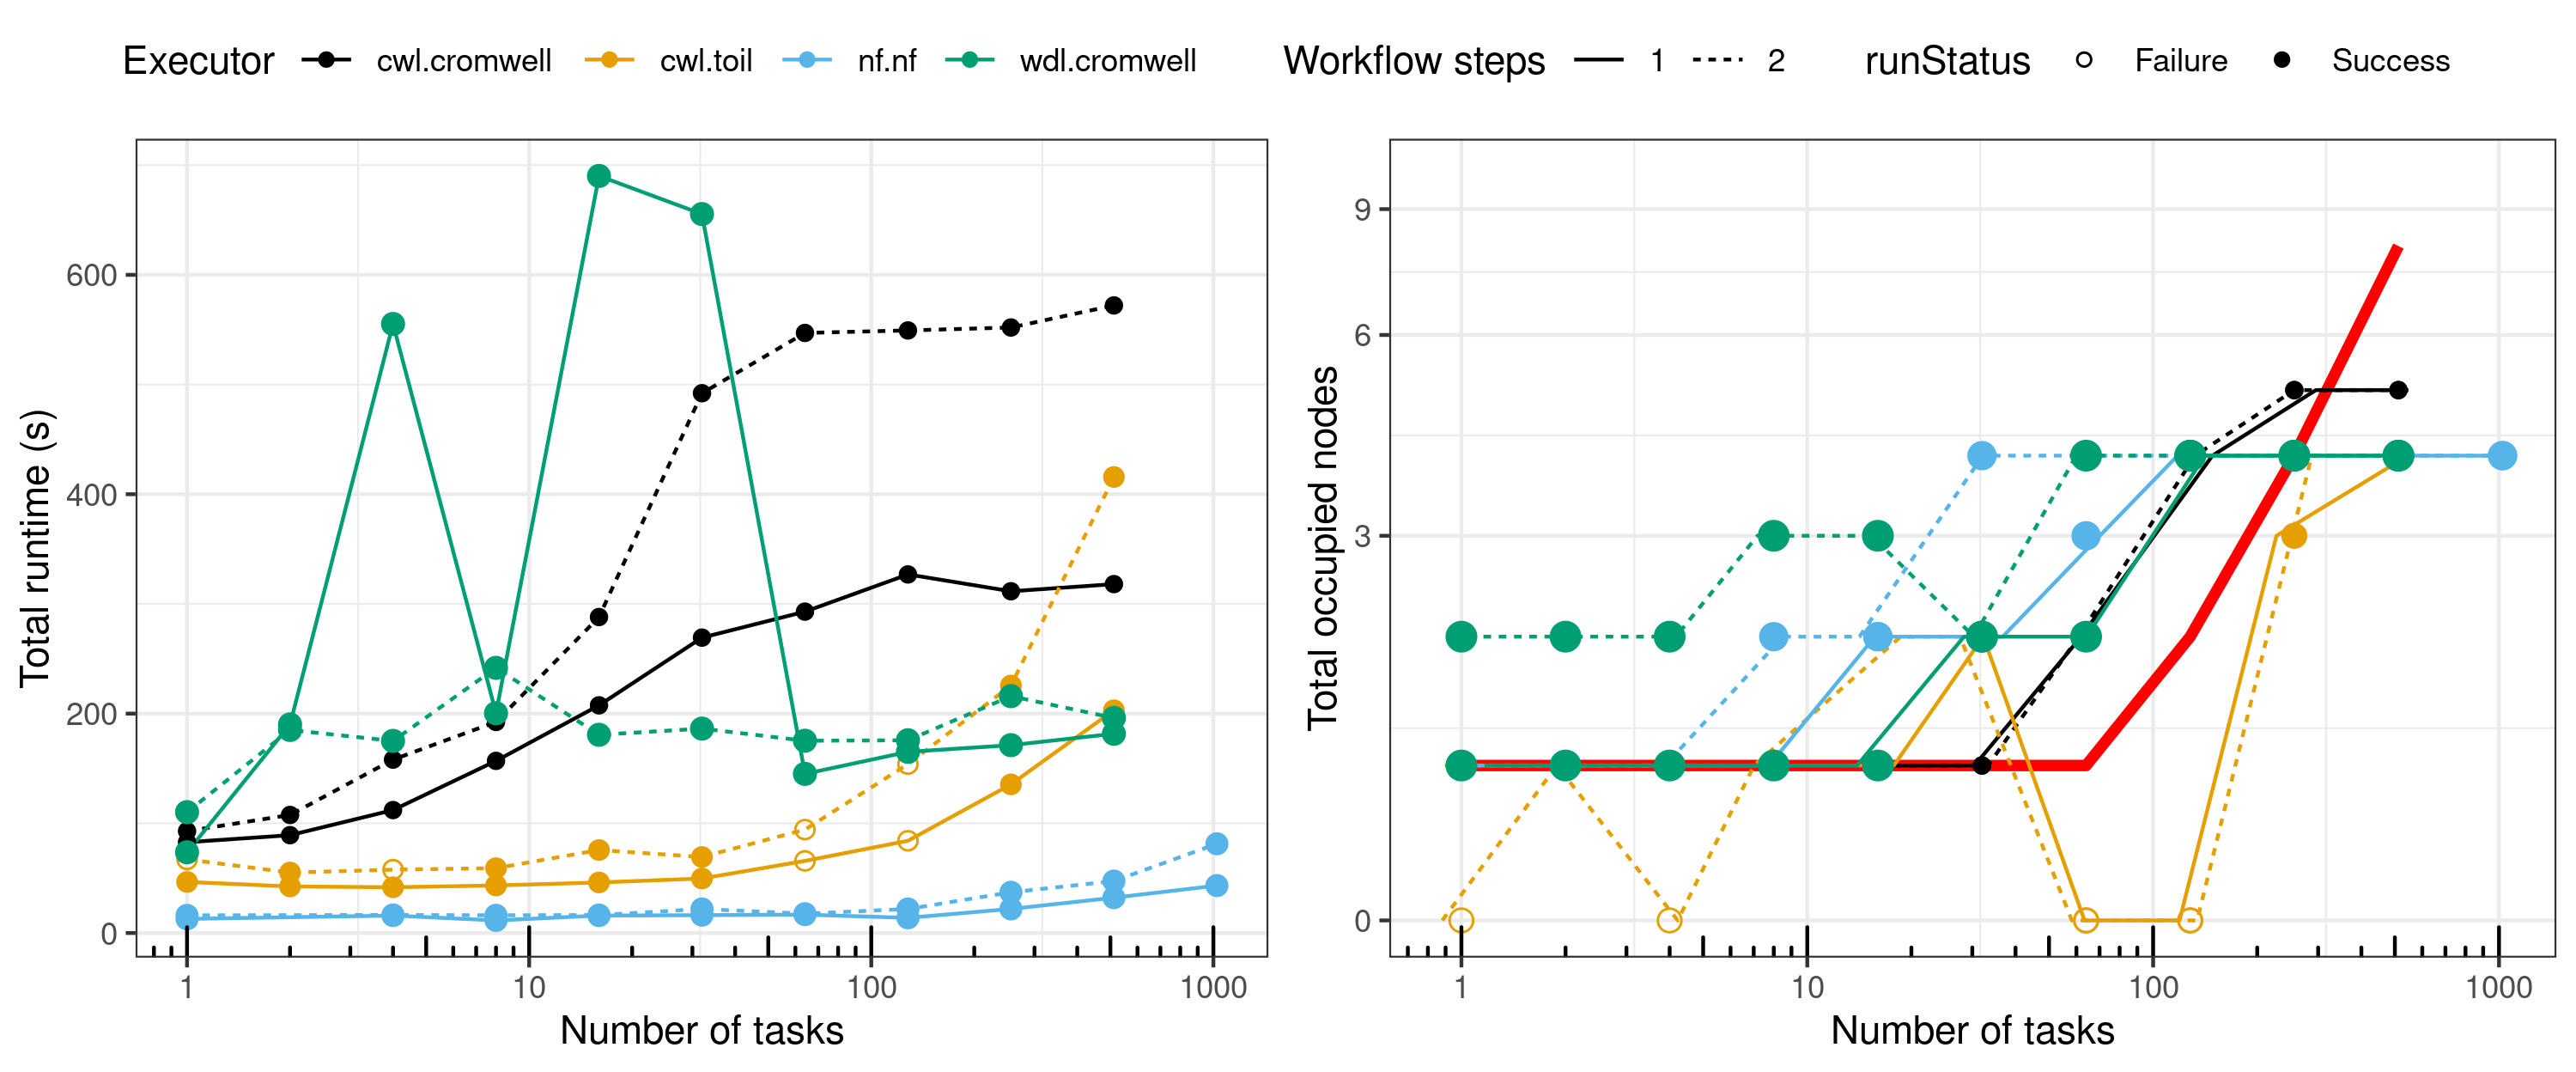 Executor cwl.cromwell cwl.toil nf.nf wdl.cromwell Workflow steps 1 2 runStatus Failure Success
Total runtime (s)
600
400
200
0
1 10 100 1000
Number of tasks
Total occupied nodes
9
6
3
0
1 10 100 1000
Number of tasks